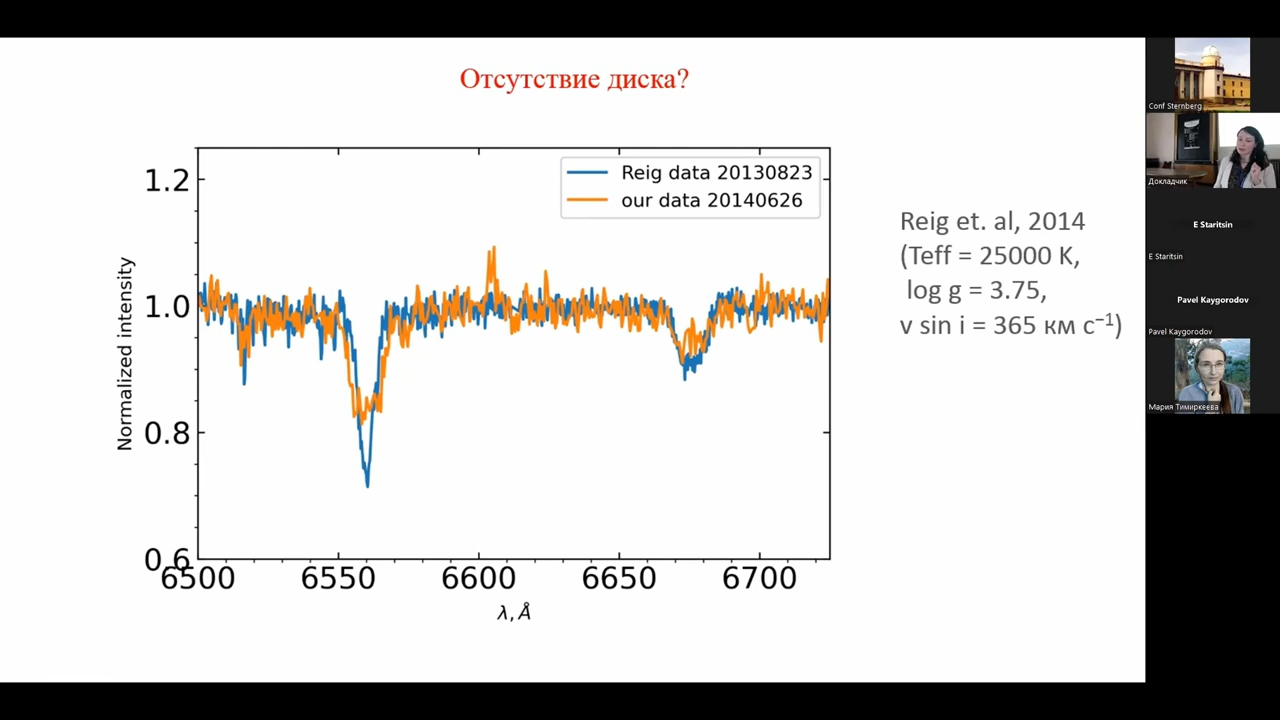 Отсутствие диска?
Reig data 20130823
our data 20140626
1.2
1.0
0.8
0.6
Normalized intensity
6500
6550
6600
6650
6700
λ, Å
Reig et. al, 2014
(Teff = 25000 K,
log g = 3.75,
v sin i = 365 км с⁻¹)
Conf Sternberg
Докладчик
E Staritsin
E Staritsin
Pavel Kaygorodov
Pavel Kaygorodov
Мария Тимиркеева